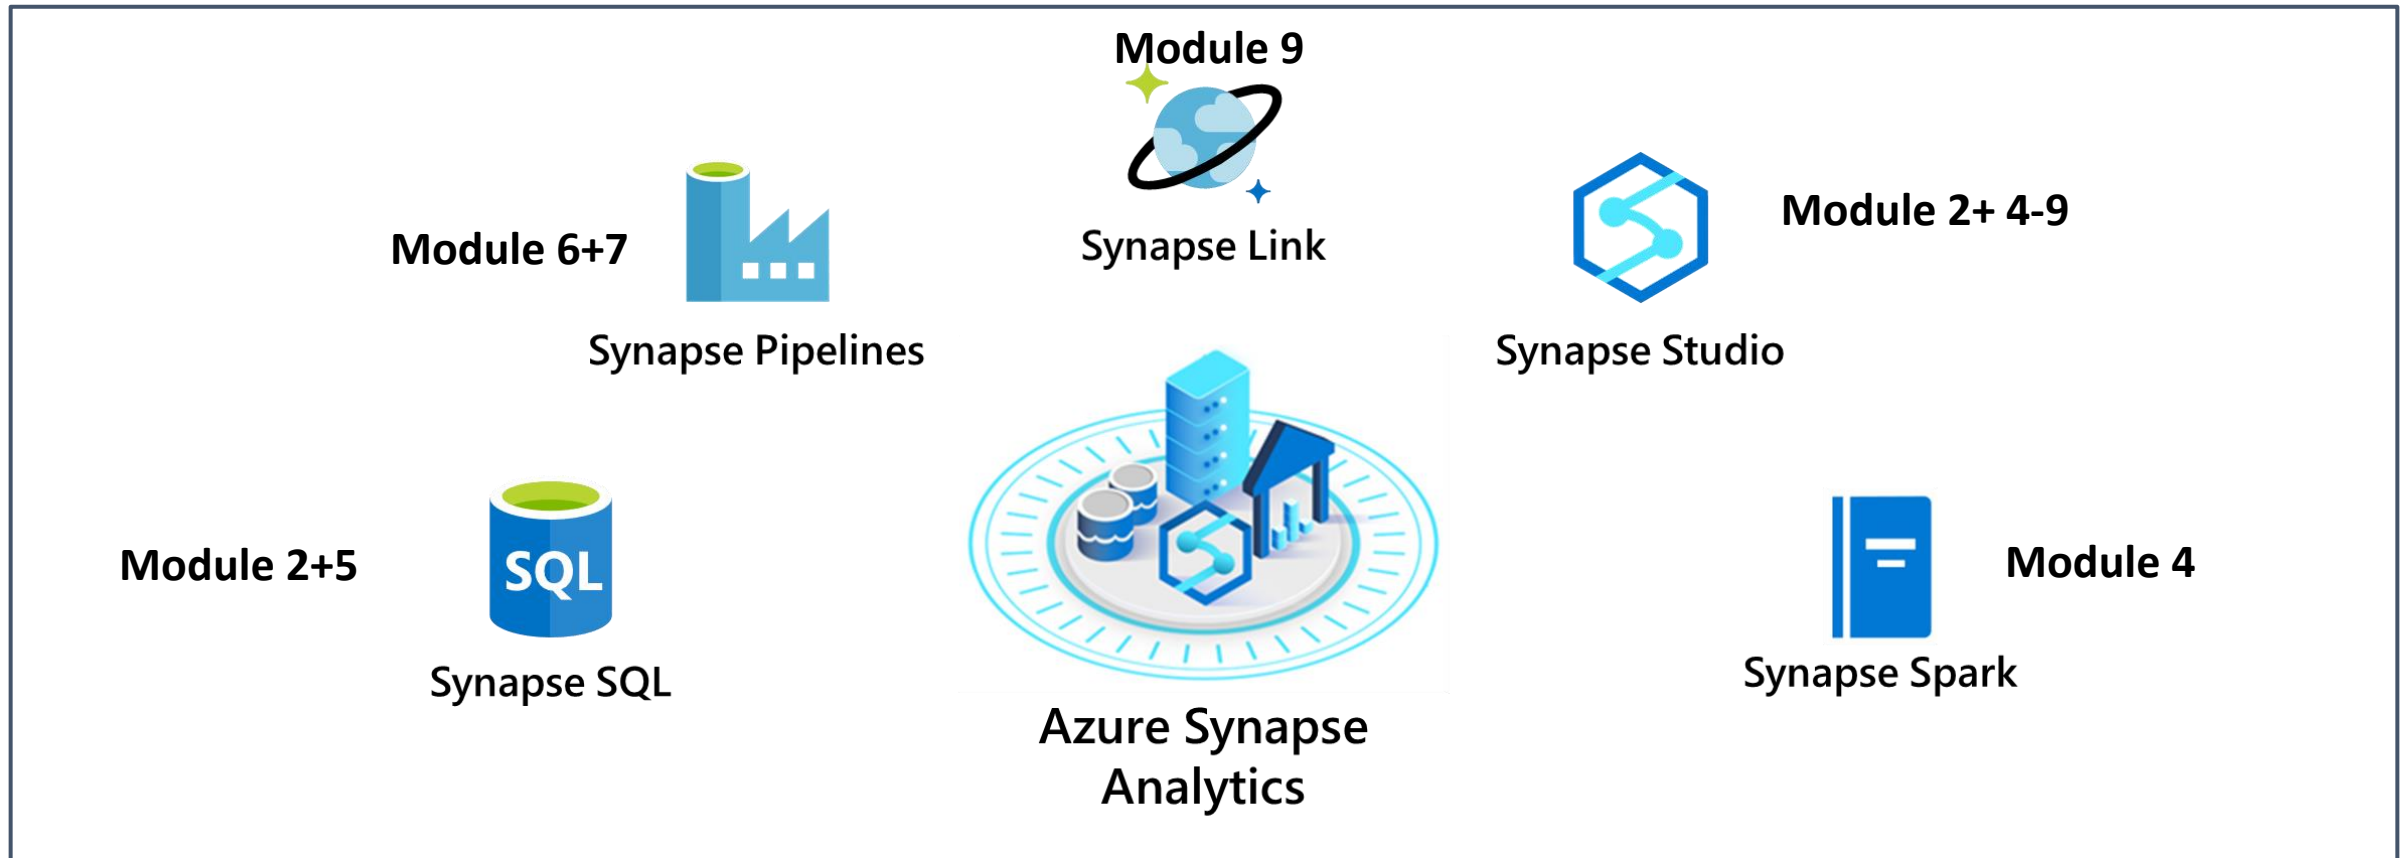 Module 9
Synapse Link
Module 6+7
Synapse Pipelines
Module 2+ 4-9
Synapse Studio
Module 2+5
SQL
Synapse SQL
Module 4
Synapse Spark
Azure Synapse
Analytics